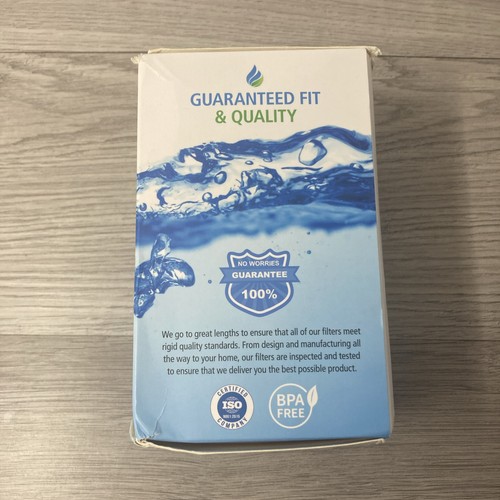 GUARANTEED FIT
& QUALITY
NO WORRIES
GUARANTEE
100%
We go to great lengths to ensure that all of our filters meet
rigid quality standards. From design and manufacturing all
the way to your home, our filters are inspected and tested
to ensure that we deliver you the best possible product.
CERTIFIED
ISO
COMPANY
BPA
FREE